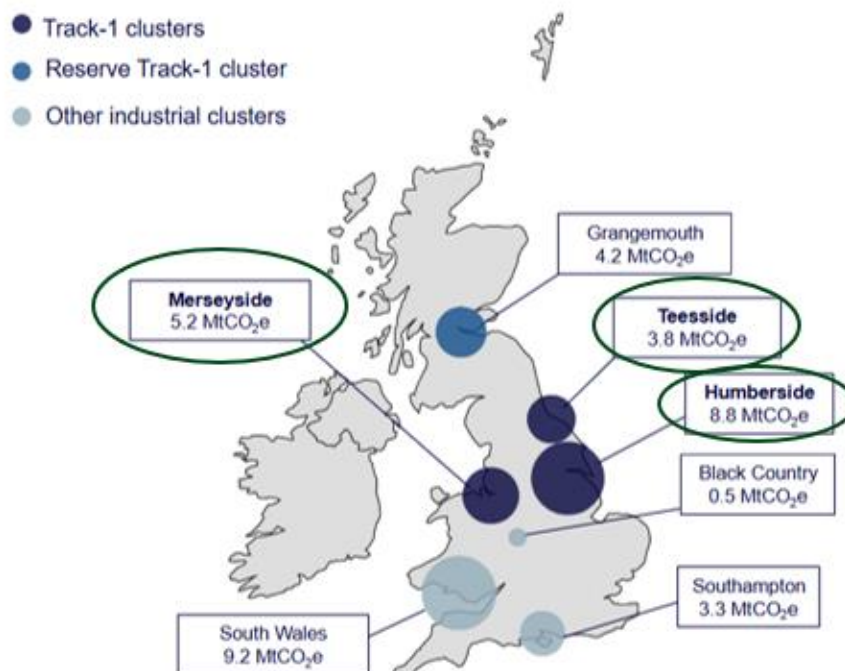 Track-1 clusters
Reserve Track-1 cluster
Other industrial clusters
Grangemouth
4.2 MtCO₂e
Merseyside
5.2 MtCO₂e
Teesside
3.8 MtCO₂e
Humberside
8.8 MtCO₂e
Black Country
0.5 MtCO₂e
Southampton
3.3 MtCO₂e
South Wales
9.2 MtCO₂e